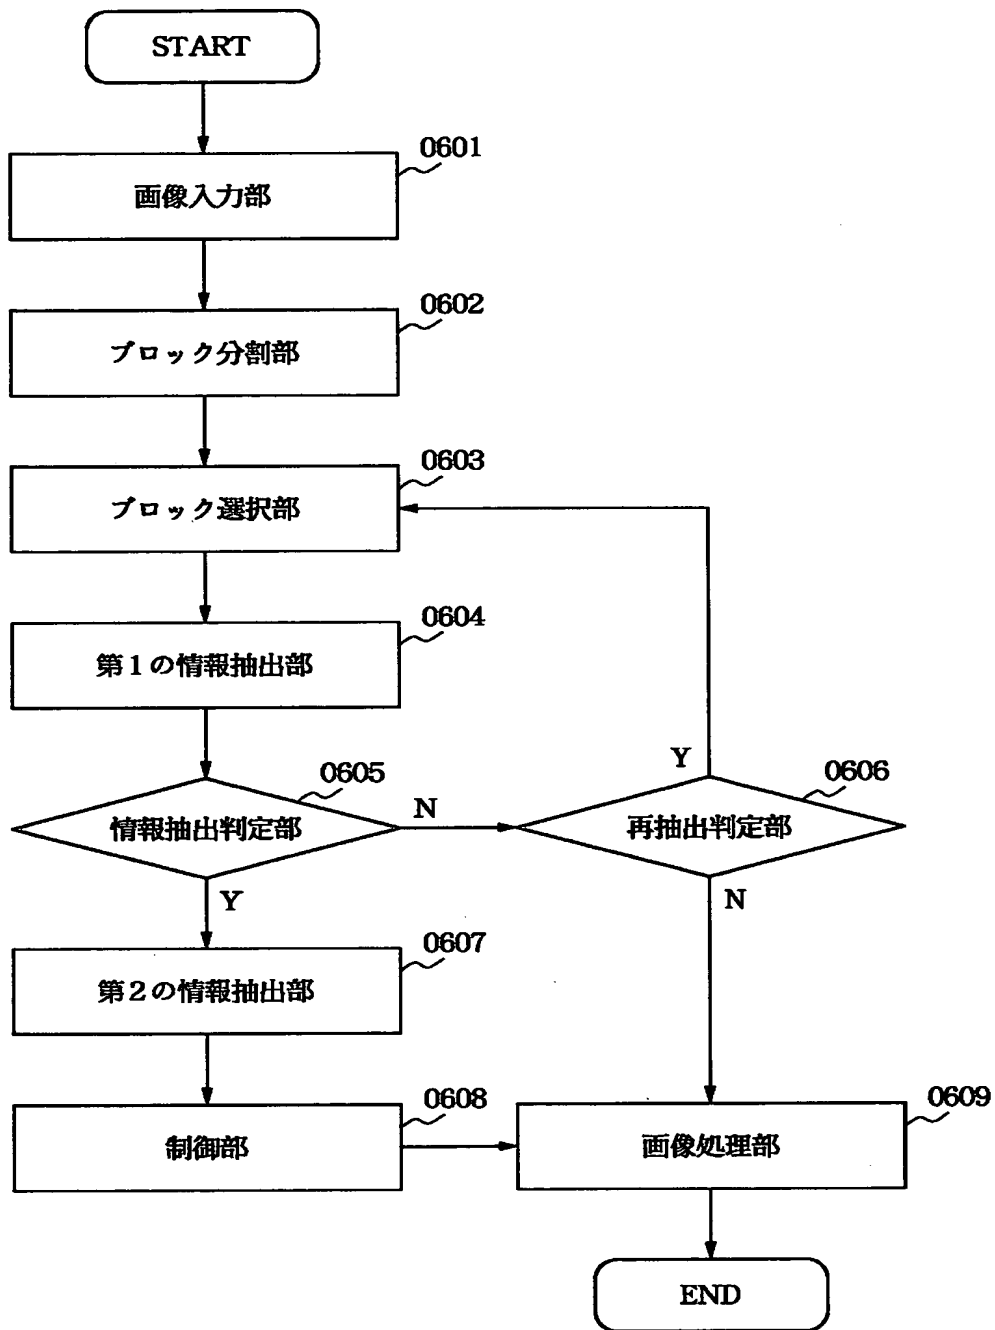 START
0601
画像入力部
0602
ブロック分割部
0603
ブロック選択部
0604
第1の情報抽出部
0605
情報抽出判定部
N
Y
0606
再抽出判定部
Y
N
0607
第2の情報抽出部
0608
制御部
0609
画像処理部
END